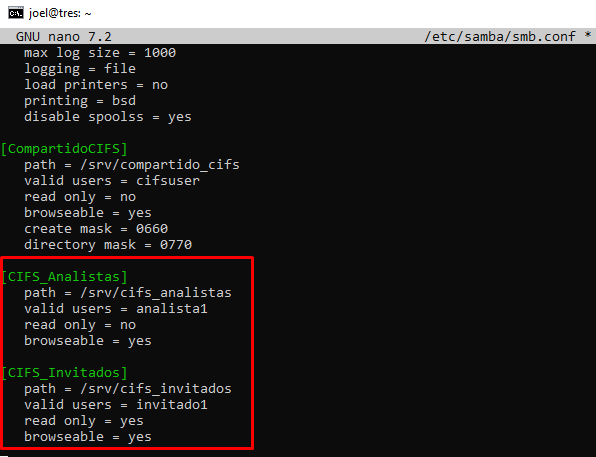 joel@tres: ~
GNU nano 7.2 /etc/samba/smb.conf *
max log size = 1000
logging = file
load printers = no
printing = bsd
disable spoolss = yes
[CompartidoCIFS]
path = /srv/compartido_cifs
valid users = cifsuser
read only = no
browseable = yes
create mask = 0660
directory mask = 0770
[CIFS_Analistas]
path = /srv/cifs_analistas
valid users = analista1
read only = no
browseable = yes
[CIFS_Invitados]
path = /srv/cifs_invitados
valid users = invitado1
read only = yes
browseable = yes